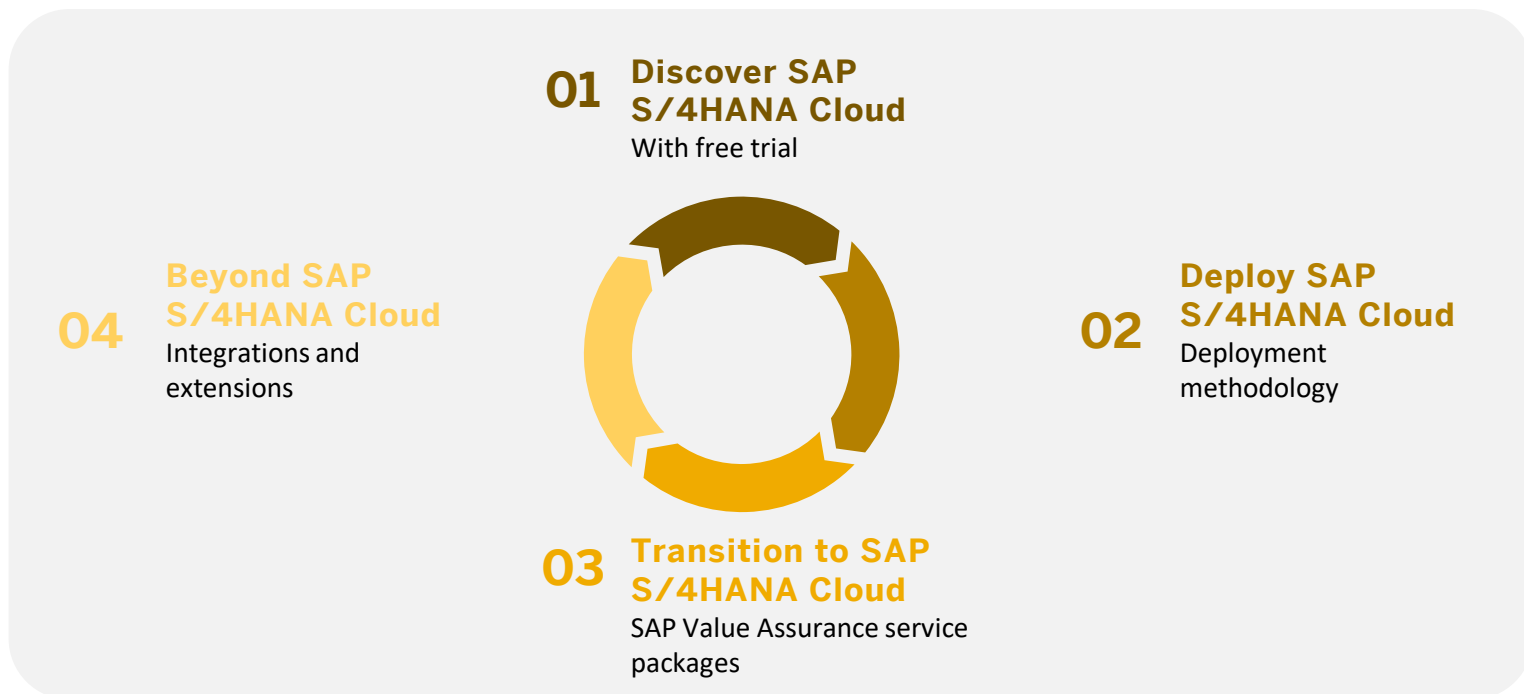 01
Discover SAP
S/4HANA Cloud
With free trial
02
Deploy SAP
S/4HANA Cloud
Deployment
methodology
03
Transition to SAP
S/4HANA Cloud
SAP Value Assurance service
packages
04
Beyond SAP
S/4HANA Cloud
Integrations and
extensions